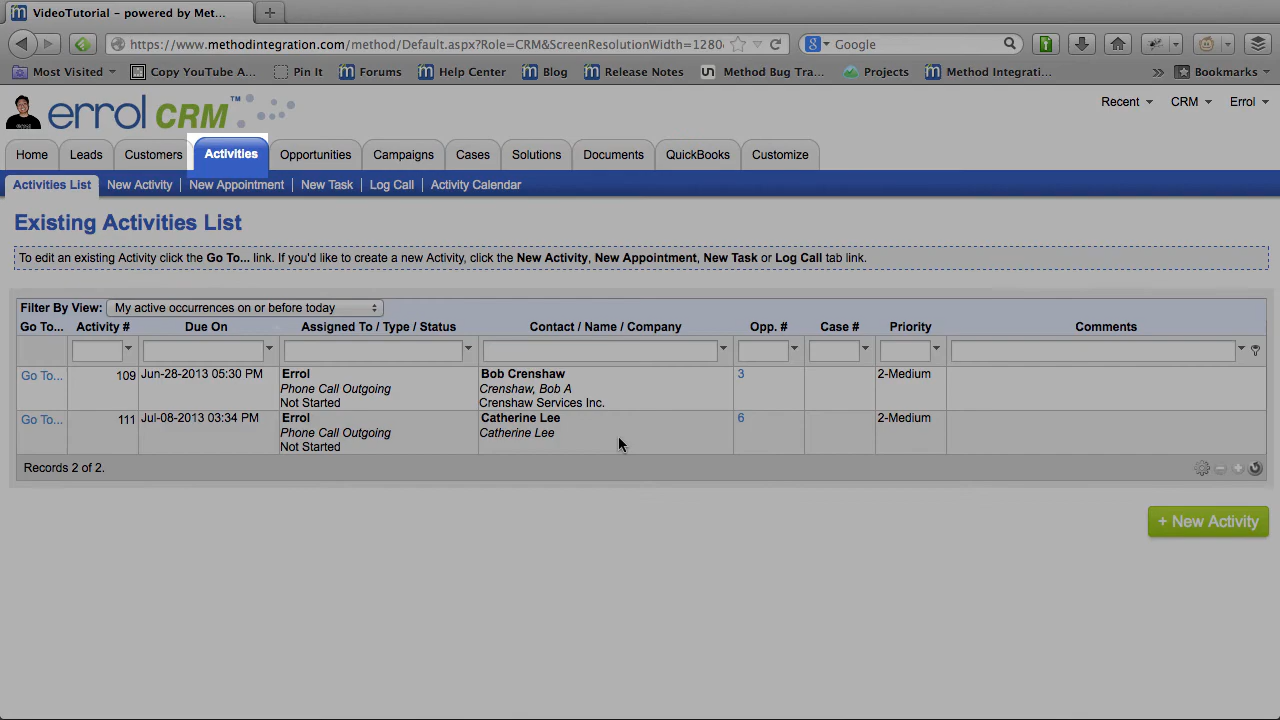 VideoTutorial - powered by Met...
https://www.methodintegration.com/method/Default.aspx?Role=CRM&ScreenResolutionWidth=1280
Google
Most Visited
Copy YouTube A...
Pin It
Forums
Help Center
Blog
Release Notes
Method Bug Tra...
Projects
Method Integrati...
Bookmarks
errol CRM™
Recent CRM Errol
Home Leads Customers Activities Opportunities Campaigns Cases Solutions Documents QuickBooks Customize
Activities List | New Activity | New Appointment | New Task | Log Call | Activity Calendar
Existing Activities List
To edit an existing Activity click the Go To... link. If you'd like to create a new Activity, click the New Activity, New Appointment, New Task or Log Call tab link.
Filter By View: My active occurrences on or before today
Go To... Activity # Due On Assigned To / Type / Status Contact / Name / Company Opp. # Case # Priority Comments
Go To... 109 Jun-28-2013 05:30 PM Errol Bob Crenshaw 3 2-Medium
Phone Call Outgoing Crenshaw, Bob A
Not Started Crenshaw Services Inc.
Go To... 111 Jul-08-2013 03:34 PM Errol Catherine Lee 6 2-Medium
Phone Call Outgoing Catherine Lee
Not Started
Records 2 of 2.
+ New Activity